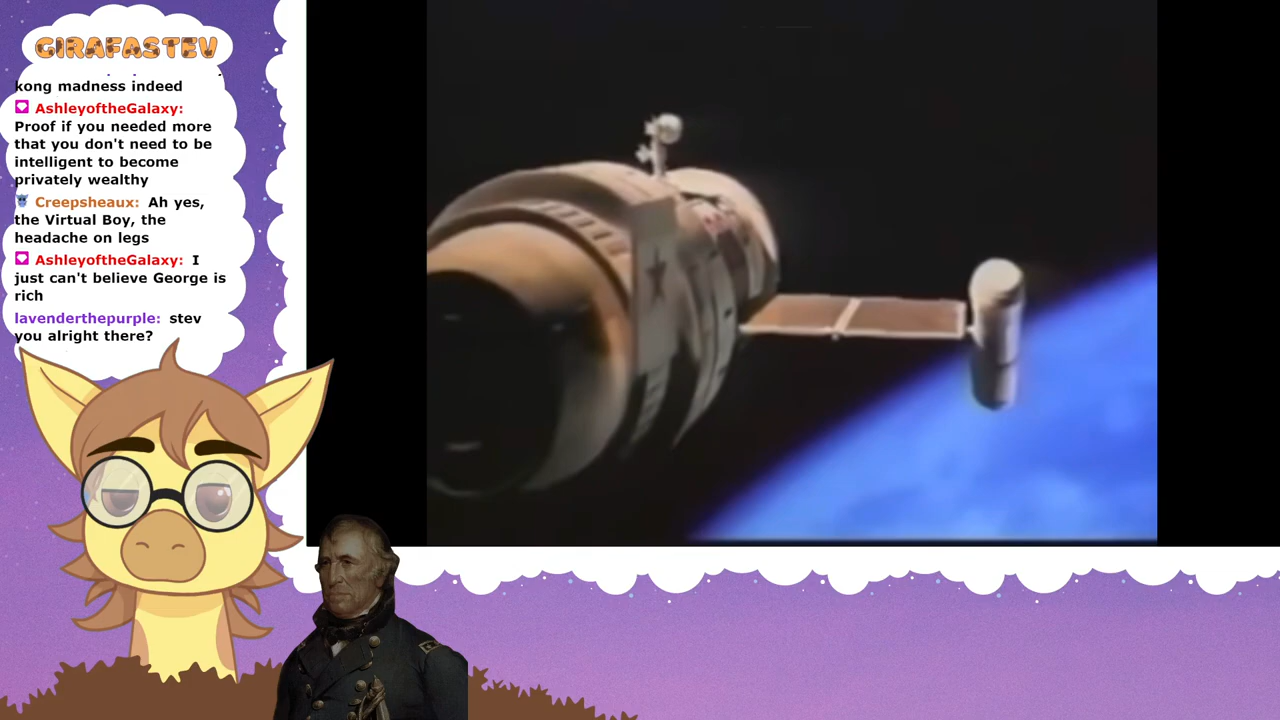 GIRAFASTEV
kong madness indeed
AshleyoftheGalaxy:
Proof if you needed more
that you don't need to be
intelligent to become
privately wealthy
Creepsheaux: Ah yes,
the Virtual Boy, the
headache on legs
AshleyoftheGalaxy: I
just can't believe George is
rich
lavenderthepurple: stev
you alright there?